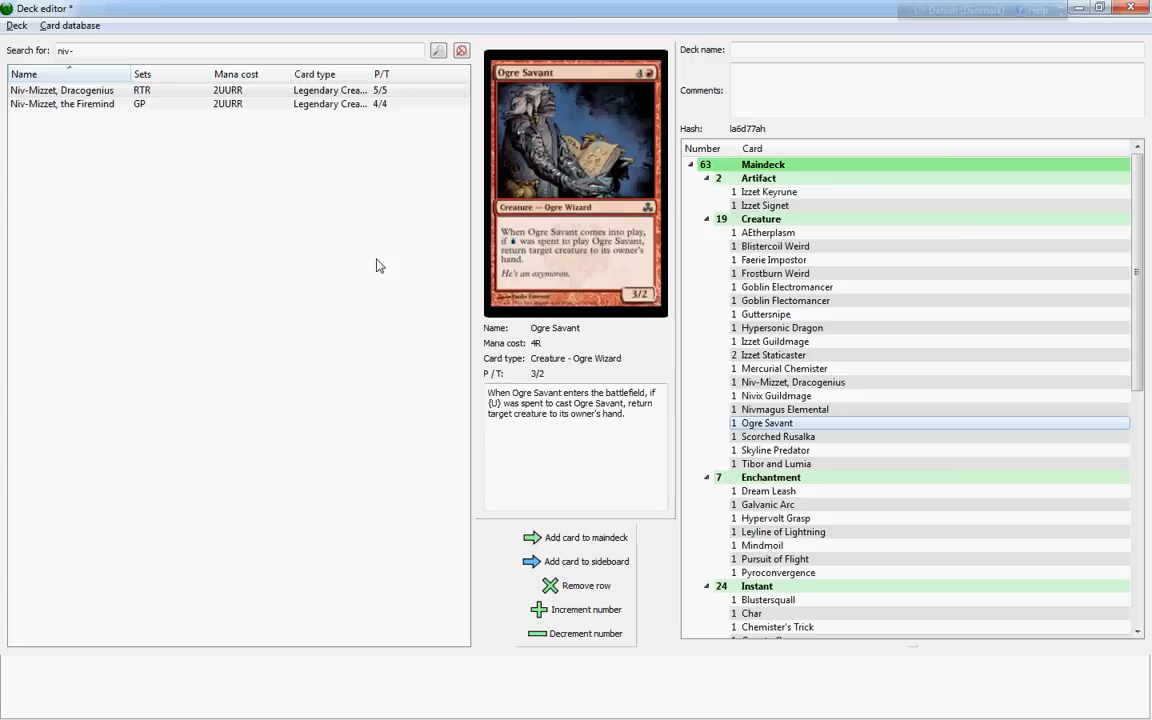 Deck editor *
Danish (Denmark) Help
Deck Card database
Search for: niv-
Name Sets Mana cost Card type P/T
Niv-Mizzet, Dracogenius RTR 2UURR Legendary Crea... 5/5
Niv-Mizzet, the Firemind GP 2UURR Legendary Crea... 4/4
Ogre Savant 4
Creature — Ogre Wizard
When Ogre Savant comes into play,
if was spent to play Ogre Savant,
return target creature to its owner's
hand.
He's an oxymoron.
3/2
Name: Ogre Savant
Mana cost: 4R
Card type: Creature - Ogre Wizard
P / T: 3/2
When Ogre Savant enters the battlefield, if
{U} was spent to cast Ogre Savant, return
target creature to its owner's hand.
Add card to maindeck
Add card to sideboard
Remove row
Increment number
Decrement number
Deck name:
Comments:
Hash: la6d77ah
Number Card
63 Maindeck
2 Artifact
1 Izzet Keyrune
1 Izzet Signet
19 Creature
1 AEtherplasm
1 Blistercoil Weird
1 Faerie Impostor
1 Frostburn Weird
1 Goblin Electromancer
1 Goblin Flectomancer
1 Guttersnipe
1 Hypersonic Dragon
1 Izzet Guildmage
2 Izzet Staticaster
1 Mercurial Chemister
1 Niv-Mizzet, Dracogenius
1 Nivix Guildmage
1 Nivmagus Elemental
1 Ogre Savant
1 Scorched Rusalka
1 Skyline Predator
1 Tibor and Lumia
7 Enchantment
1 Dream Leash
1 Galvanic Arc
1 Hypervolt Grasp
1 Leyline of Lightning
1 Mindmoil
1 Pursuit of Flight
1 Pyroconvergence
24 Instant
1 Blustersquall
1 Char
1 Chemister's Trick